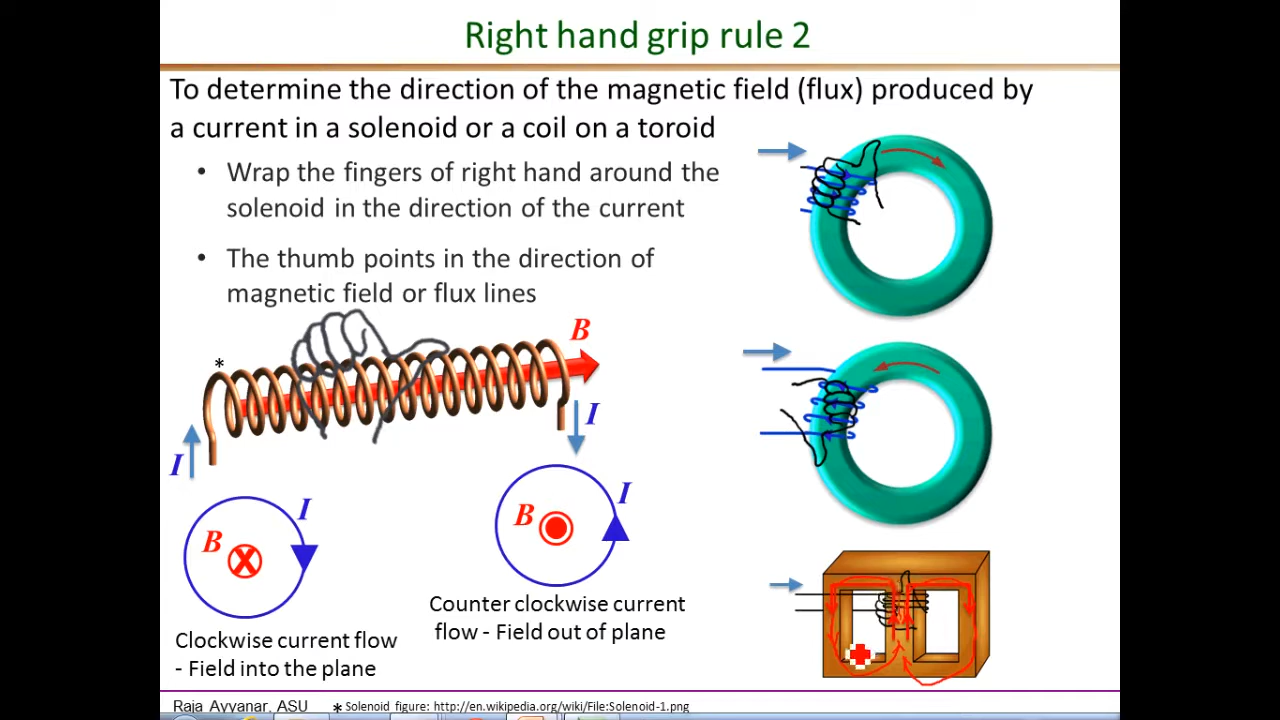 Right hand grip rule 2
To determine the direction of the magnetic field (flux) produced by
a current in a solenoid or a coil on a toroid
• Wrap the fingers of right hand around the
solenoid in the direction of the current
• The thumb points in the direction of
magnetic field or flux lines
*
B
I
I
B
I
B
I
Counter clockwise current
flow - Field out of plane
Clockwise current flow
- Field into the plane
Raja Ayyanar, ASU
* Solenoid figure: http://en.wikipedia.org/wiki/File:Solenoid-1.png